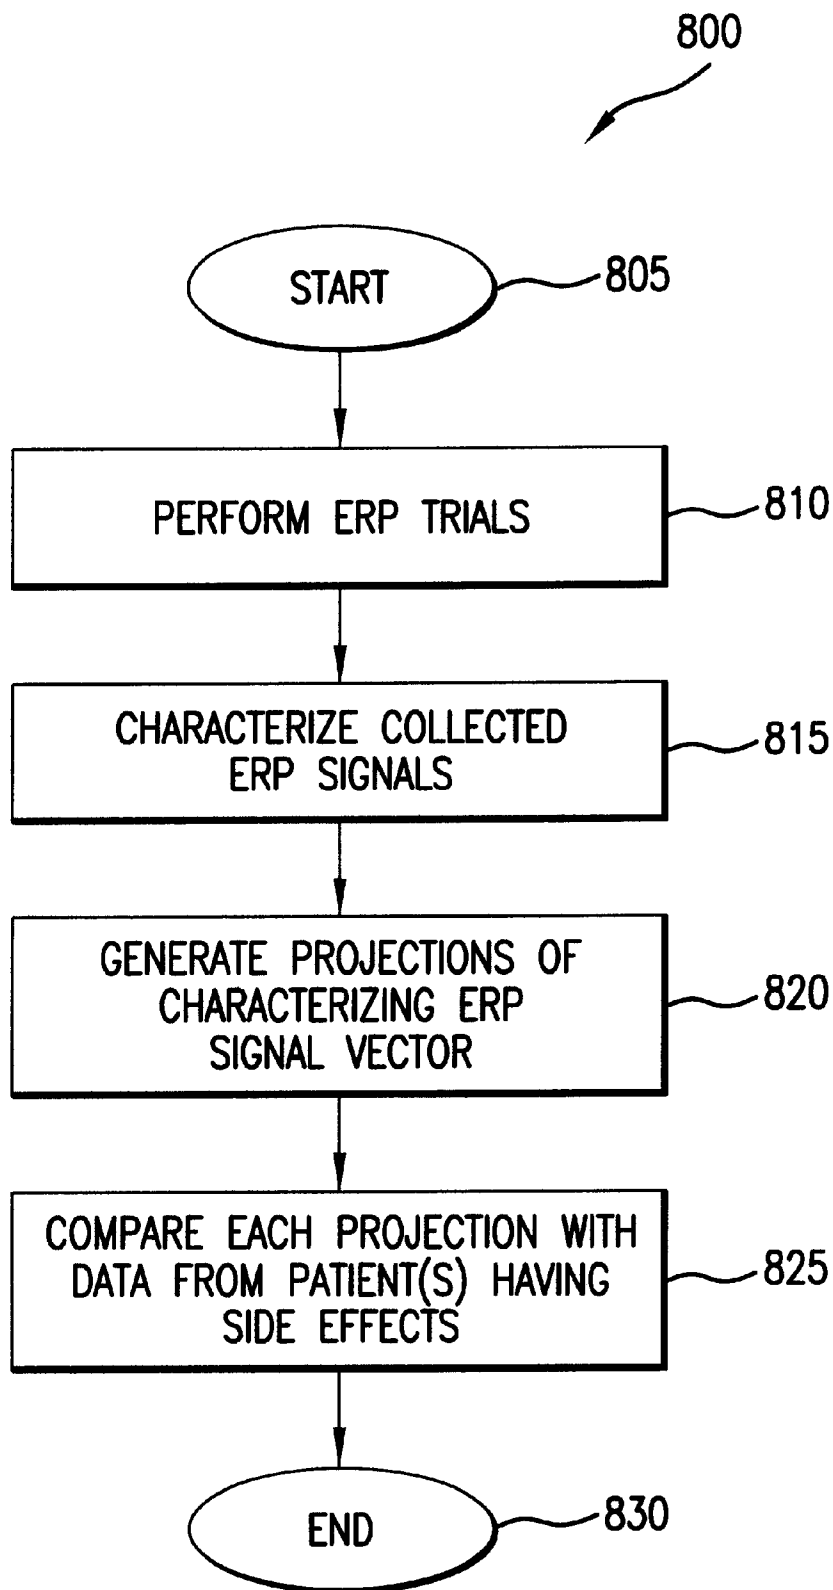 800
START
805
PERFORM ERP TRIALS
810
CHARACTERIZE COLLECTED
ERP SIGNALS
815
GENERATE PROJECTIONS OF
CHARACTERIZING ERP
SIGNAL VECTOR
820
COMPARE EACH PROJECTION WITH
DATA FROM PATIENT(S) HAVING
SIDE EFFECTS
825
END
830